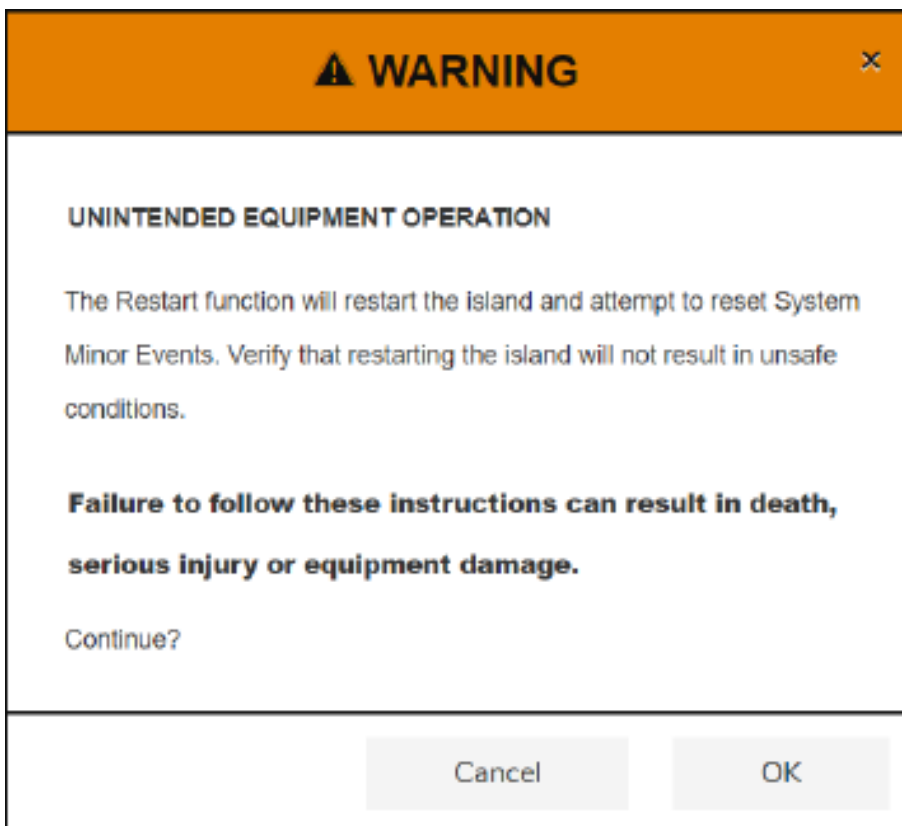 ⚠ WARNING
×
UNINTENDED EQUIPMENT OPERATION
The Restart function will restart the island and attempt to reset System
Minor Events. Verify that restarting the island will not result in unsafe
conditions.
Failure to follow these instructions can result in death,
serious injury or equipment damage.
Continue?
Cancel
OK